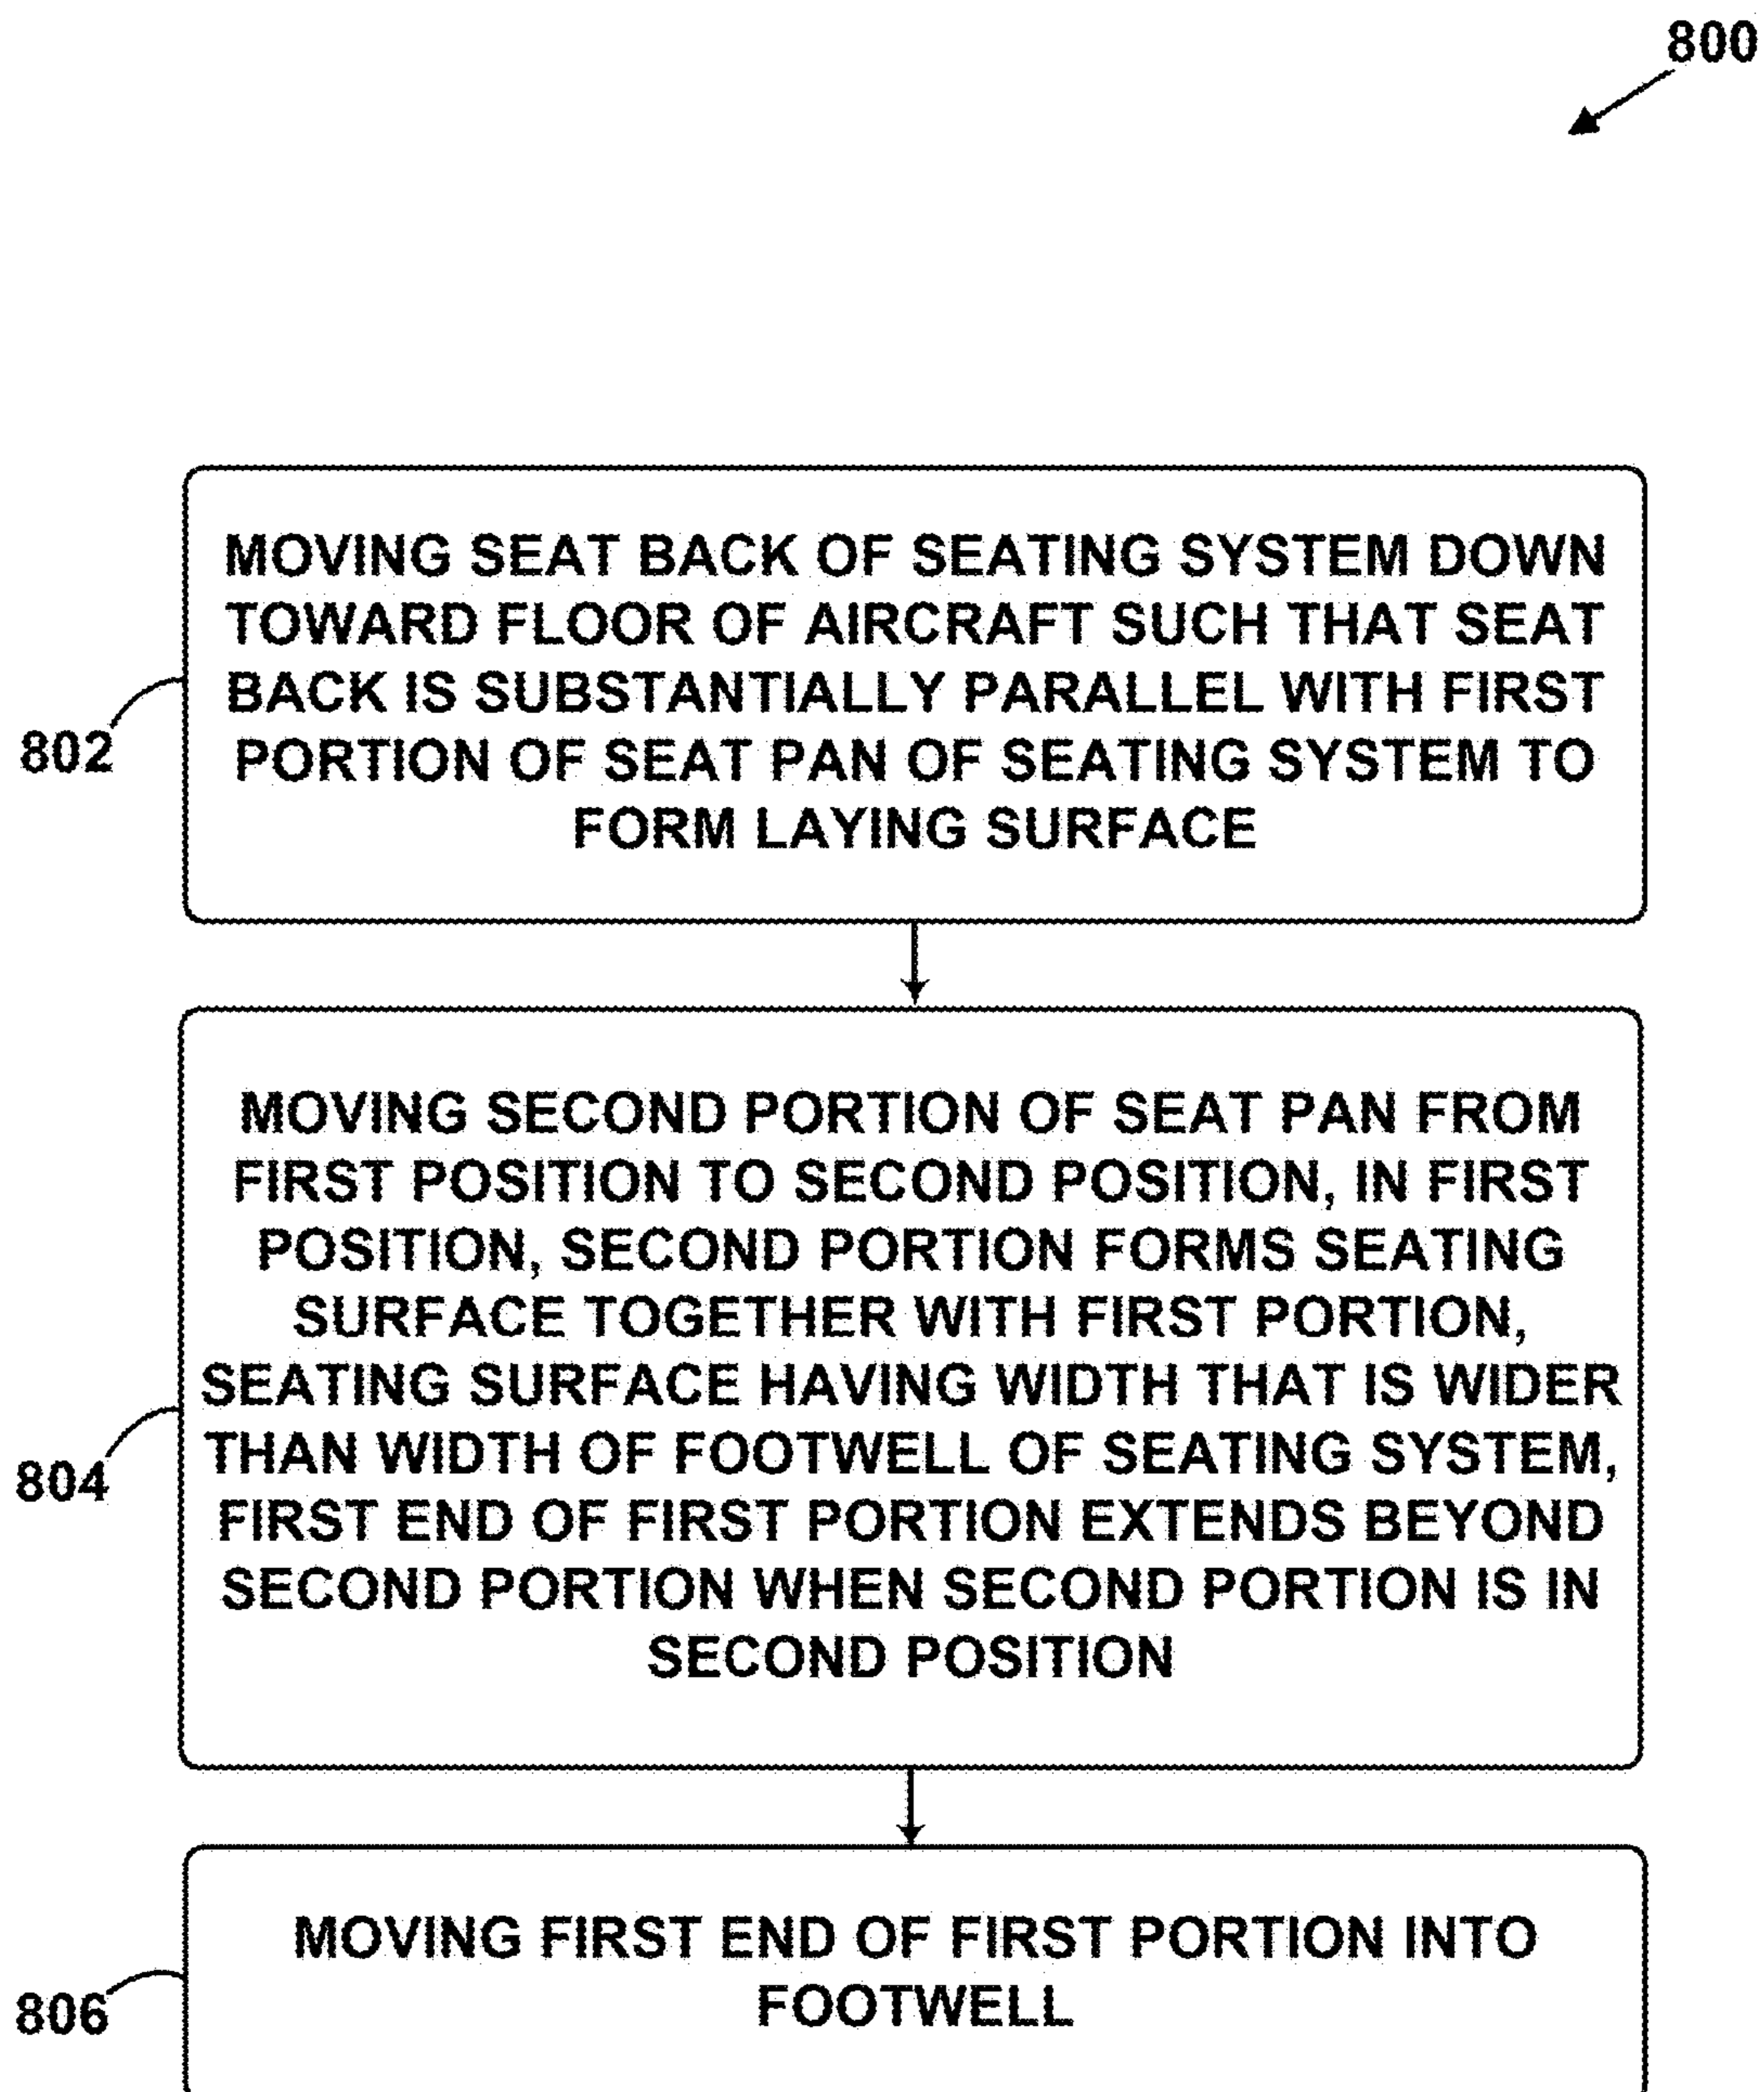 800
MOVING SEAT BACK OF SEATING SYSTEM DOWN
TOWARD FLOOR OF AIRCRAFT SUCH THAT SEAT
BACK IS SUBSTANTIALLY PARALLEL WITH FIRST
PORTION OF SEAT PAN OF SEATING SYSTEM TO
FORM LAYING SURFACE
802
MOVING SECOND PORTION OF SEAT PAN FROM
FIRST POSITION TO SECOND POSITION, IN FIRST
POSITION, SECOND PORTION FORMS SEATING
SURFACE TOGETHER WITH FIRST PORTION,
SEATING SURFACE HAVING WIDTH THAT IS WIDER
THAN WIDTH OF FOOTWELL OF SEATING SYSTEM,
FIRST END OF FIRST PORTION EXTENDS BEYOND
SECOND PORTION WHEN SECOND PORTION IS IN
SECOND POSITION
804
MOVING FIRST END OF FIRST PORTION INTO
FOOTWELL
806